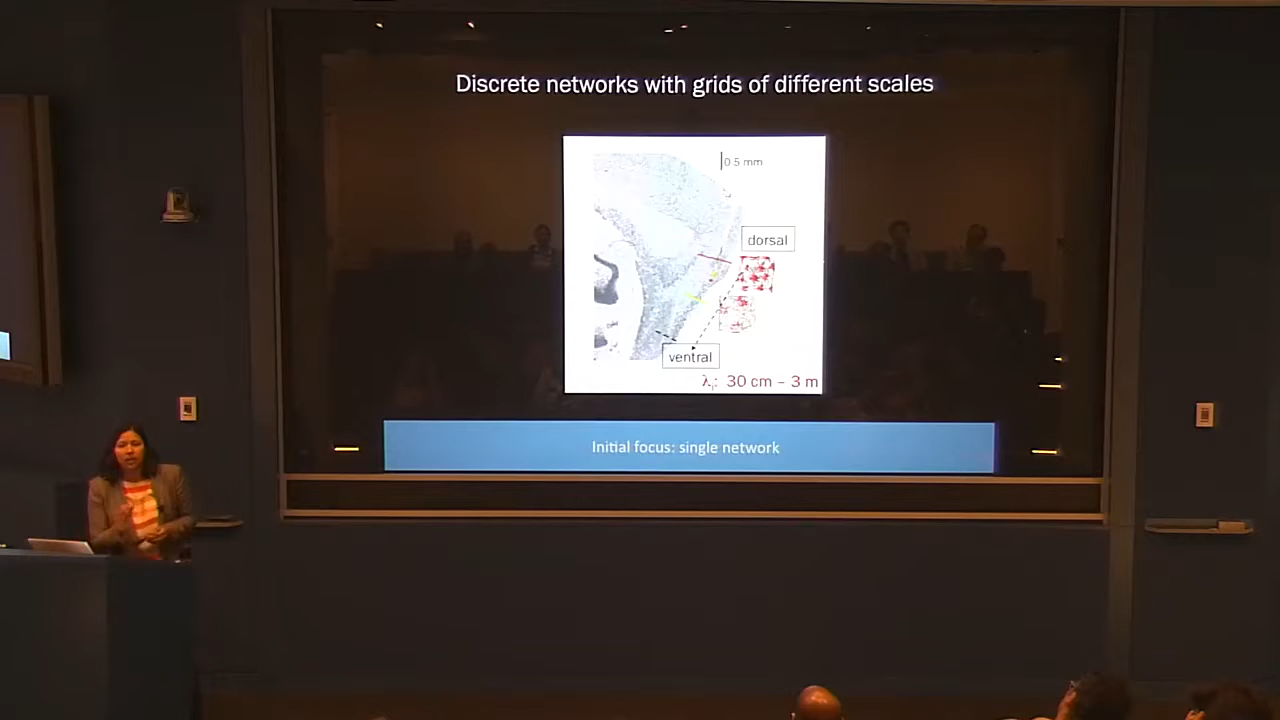 Discrete networks with grids of different scales
0.5 mm
dorsal
ventral
λᵢ: 30 cm – 3 m
Initial focus: single network